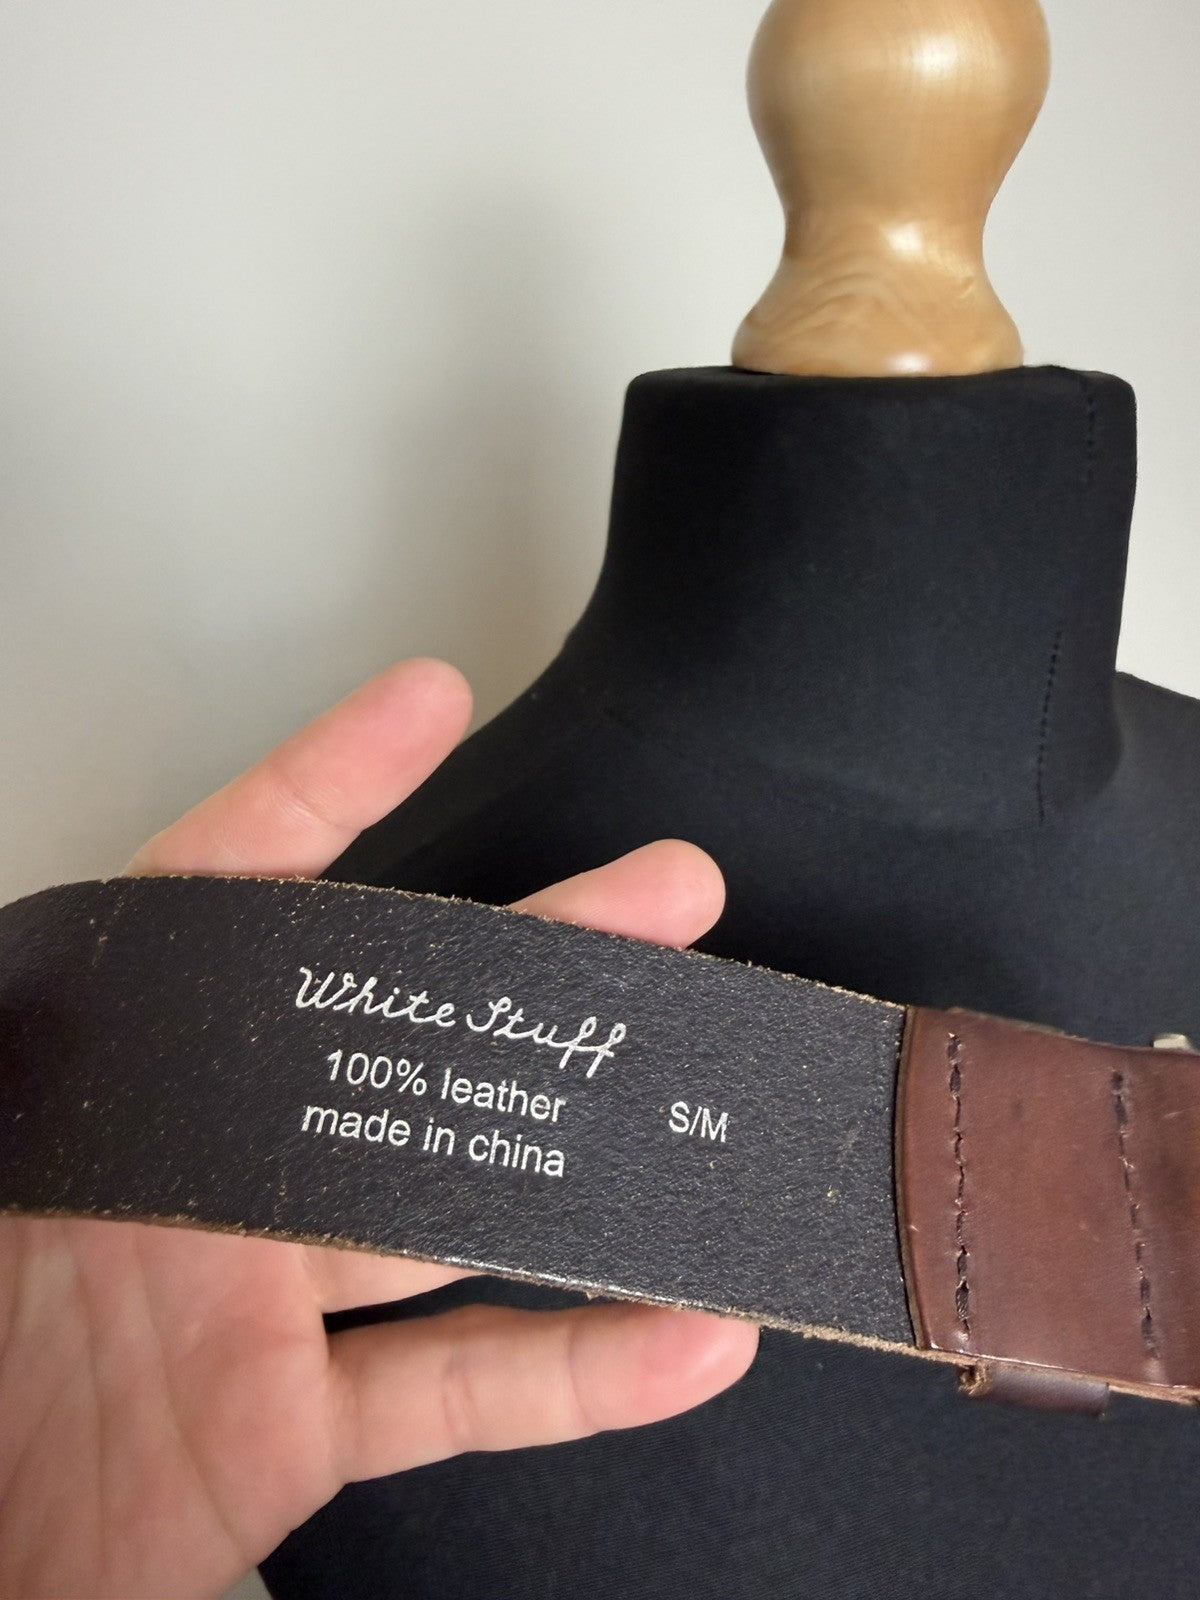 White Stuff
100% leather
made in china
S/M